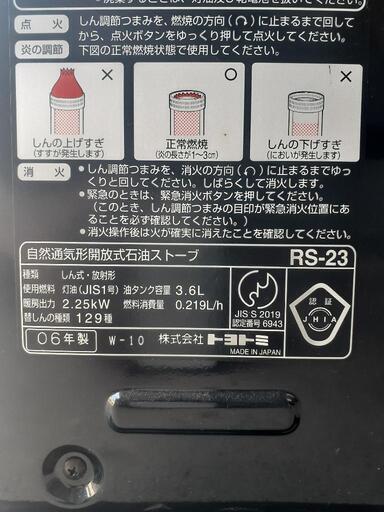 点火 しん調節つまみを、燃焼の方向(↷)に止まるまで回してから、点火ボタンをゆっくり押して点火してください。
炎の調節 下図の正常燃焼状態で使用してください。
× ○ ×
しんの上げすぎ
(すすが発生します)
正常燃焼
(炎の長さが1~3cm)
しんの下げすぎ
(においが発生します)
消火
●しん調節つまみを、消火の方向(↶)に止まるまでゆっくりと回してください。しばらくして消火します。
●緊急のときは、緊急消火ボタンを押してください。
(このとき、しん調節つまみの目印が緊急消火位置にあることを必ず確認してください。)
●消火操作後は火が確実に消えたことを確認してください。
自然通気形開放式石油ストーブ RS-23
種類 しん式・放射形
使用燃料 灯油(JIS1号) 油タンク容量 3.6L
暖房出力 2.25kW 燃料消費量 0.219L/h
替しんの種類 129種
JIS S 2019
認定番号 6943
認証
JHIA
06年製 W-10 株式会社 トヨトミ
MADE IN JAPAN